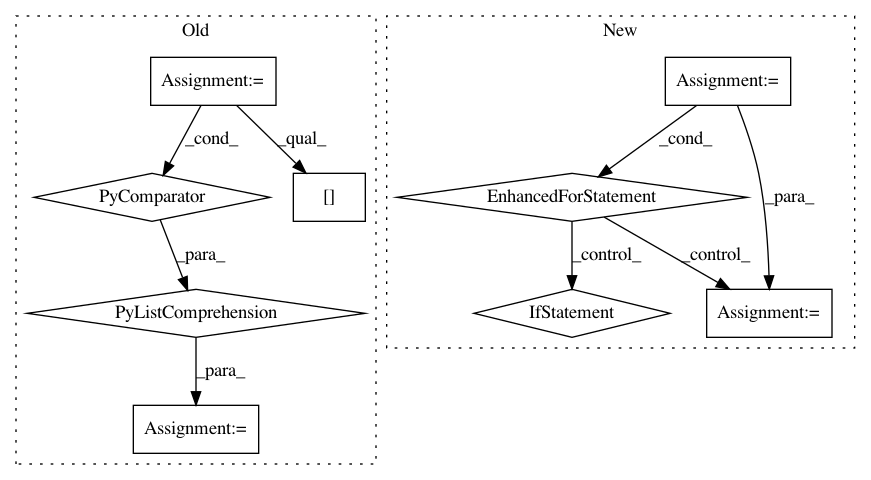 Old
New
Assignment:=
Assignment:=
_cond_
_qual_
_cond_
PyComparator
[]
EnhancedForStatement
_para_
_para_
_control_
_control_
PyListComprehension
IfStatement
Assignment:=
_para_
Assignment:=